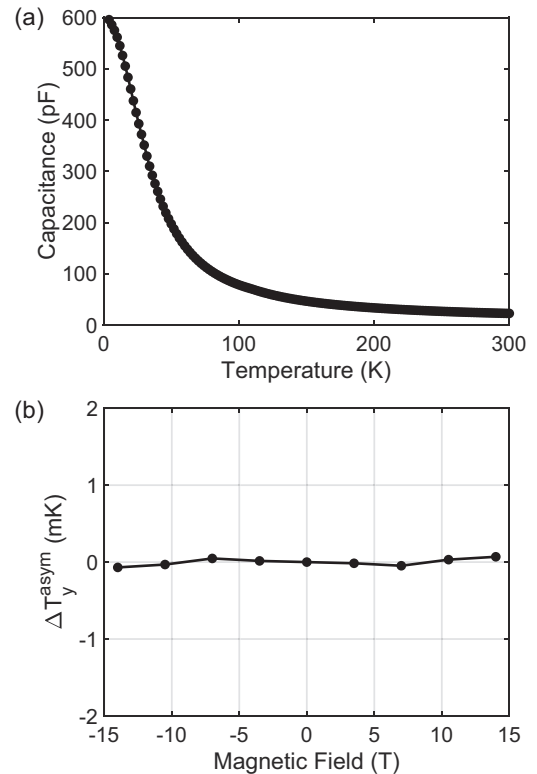 (a)
600
500
400
300
200
100
0
Capacitance (pF)
0 100 200 300
Temperature (K)
(b)
2
1
0
-1
-2
ΔT_y^asym (mK)
-15 -10 -5 0 5 10 15
Magnetic Field (T)